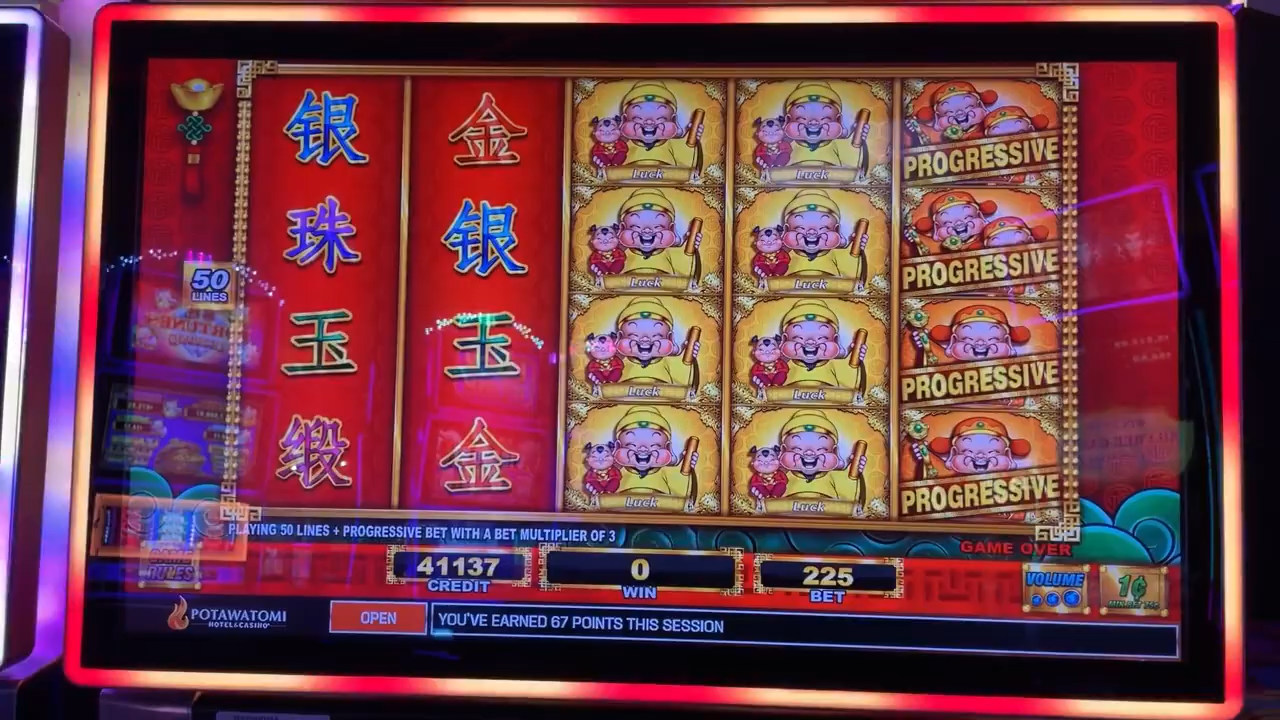 银 金 PROGRESSIVE
Luck Luck
珠 银 PROGRESSIVE
Luck Luck
50
LINES
玉 玉 PROGRESSIVE
Luck Luck
缎 金 PROGRESSIVE
Luck Luck
PLAYING 50 LINES + PROGRESSIVE BET WITH A BET MULTIPLIER OF 3
GAME OVER
GAME
RULES
41137
CREDIT
0
WIN
225
BET
VOLUME
1¢
POTAWATOMI
HOTEL & CASINO
OPEN
YOU'VE EARNED 67 POINTS THIS SESSION